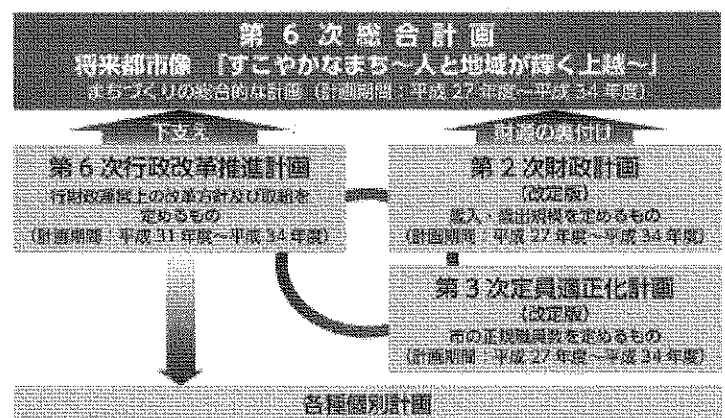 第６次総合計画
将来都市像　『すこやかなまち～人と地域が輝く上越～』
まちづくりの総合的な計画（計画期間：平成27年度～平成34年度）
下支え
財源の裏付け
第６次行政改革推進計画
行財政運営上の改革方針及び取組を
定めるもの
（計画期間：平成31年度～平成34年度）
第２次財政計画
（改定版）
歳入・歳出規模を定めるもの
（計画期間：平成27年度～平成34年度）
第３次定員適正化計画
（改定版）
市の正規職員数を定めるもの
（計画期間：平成27年度～平成34年度）
各種個別計画